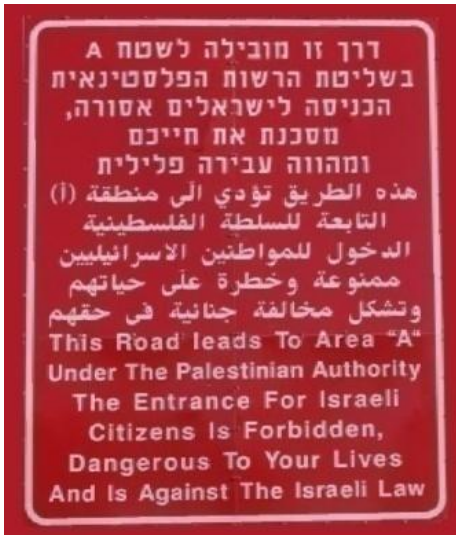 דרך זו מובילה לשטח A
בשליטת הרשות הפלסטינאית
הכניסה לישראלים אסורה,
מסכנת את חייכם
ומהווה עבירה פלילית
هذه الطريق تؤدي الى منطقة (أ)
التابعة للسلطة الفلسطينية
الدخول للمواطنين الاسرائيليين
ممنوعة وخطرة على حياتهم
وتشكل مخالفة جنائية في حقهم
This Road leads To Area "A"
Under The Palestinian Authority
The Entrance For Israeli
Citizens Is Forbidden,
Dangerous To Your Lives
And Is Against The Israeli Law